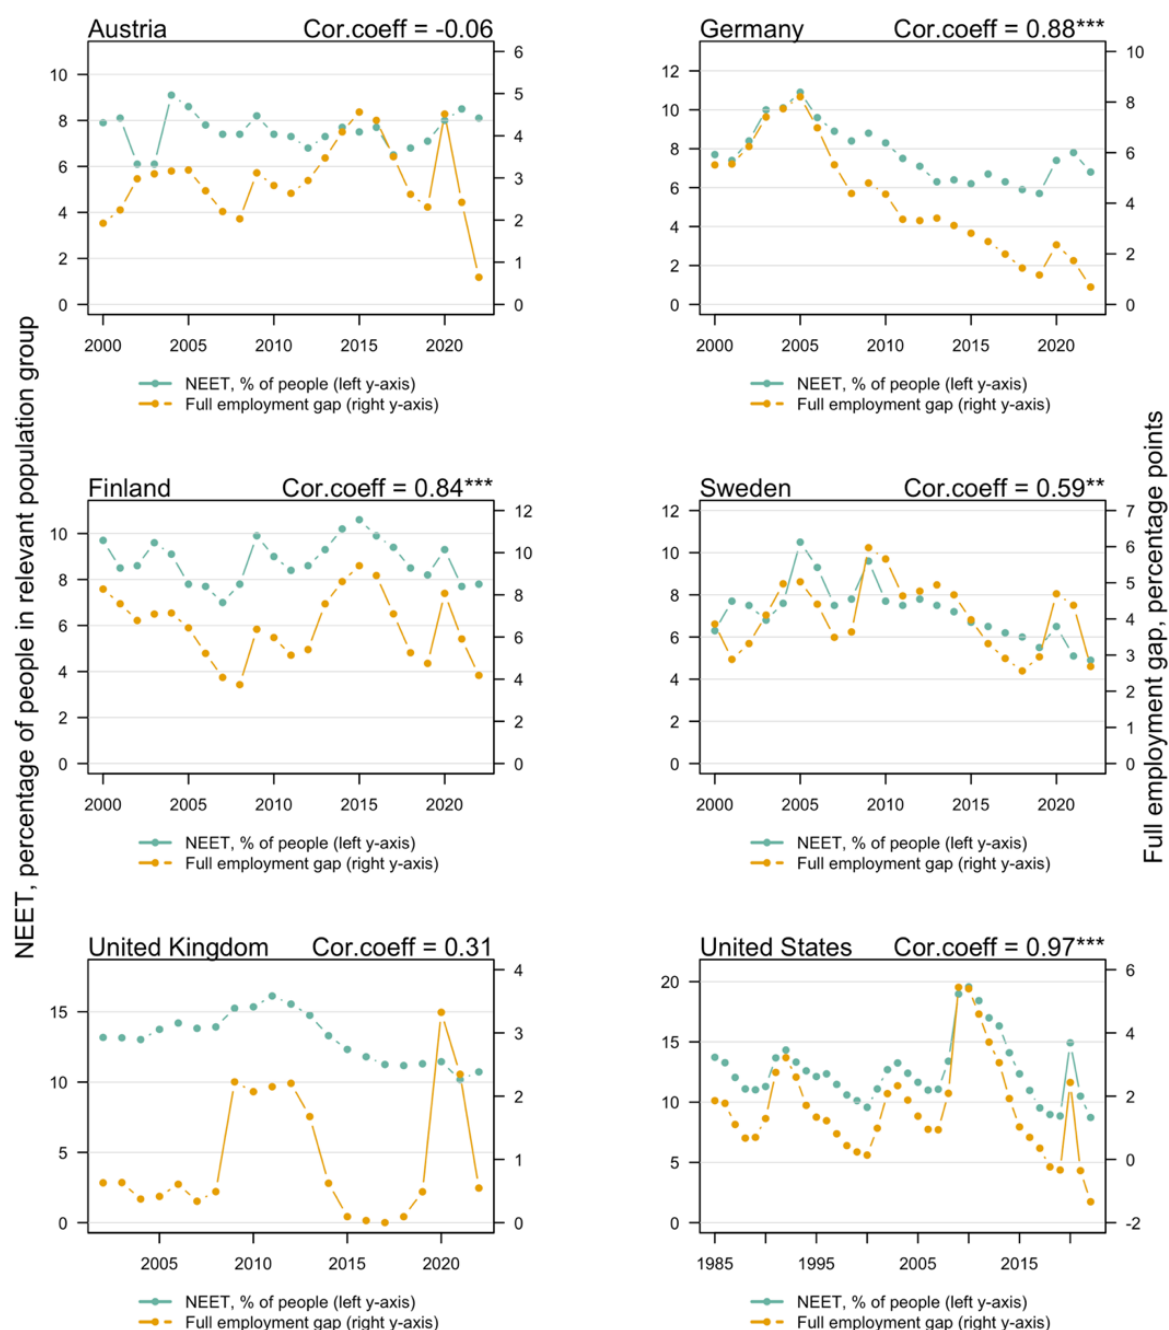 NEET, percentage of people in relevant population group
Full employment gap, percentage points
Austria Cor.coeff = -0.06
10
8
6
4
2
0
6
5
4
3
2
1
0
2000 2005 2010 2015 2020
NEET, % of people (left y-axis)
Full employment gap (right y-axis)
Germany Cor.coeff = 0.88***
12
10
8
6
4
2
0
10
8
6
4
2
0
2000 2005 2010 2015 2020
NEET, % of people (left y-axis)
Full employment gap (right y-axis)
Finland Cor.coeff = 0.84***
10
8
6
4
2
0
12
10
8
6
4
2
0
2000 2005 2010 2015 2020
NEET, % of people (left y-axis)
Full employment gap (right y-axis)
Sweden Cor.coeff = 0.59**
12
10
8
6
4
2
0
7
6
5
4
3
2
1
0
2000 2005 2010 2015 2020
NEET, % of people (left y-axis)
Full employment gap (right y-axis)
United Kingdom Cor.coeff = 0.31
15
10
5
0
4
3
2
1
0
2005 2010 2015 2020
NEET, % of people (left y-axis)
Full employment gap (right y-axis)
United States Cor.coeff = 0.97***
20
15
10
5
0
6
4
2
0
-2
1985 1995 2005 2015
NEET, % of people (left y-axis)
Full employment gap (right y-axis)